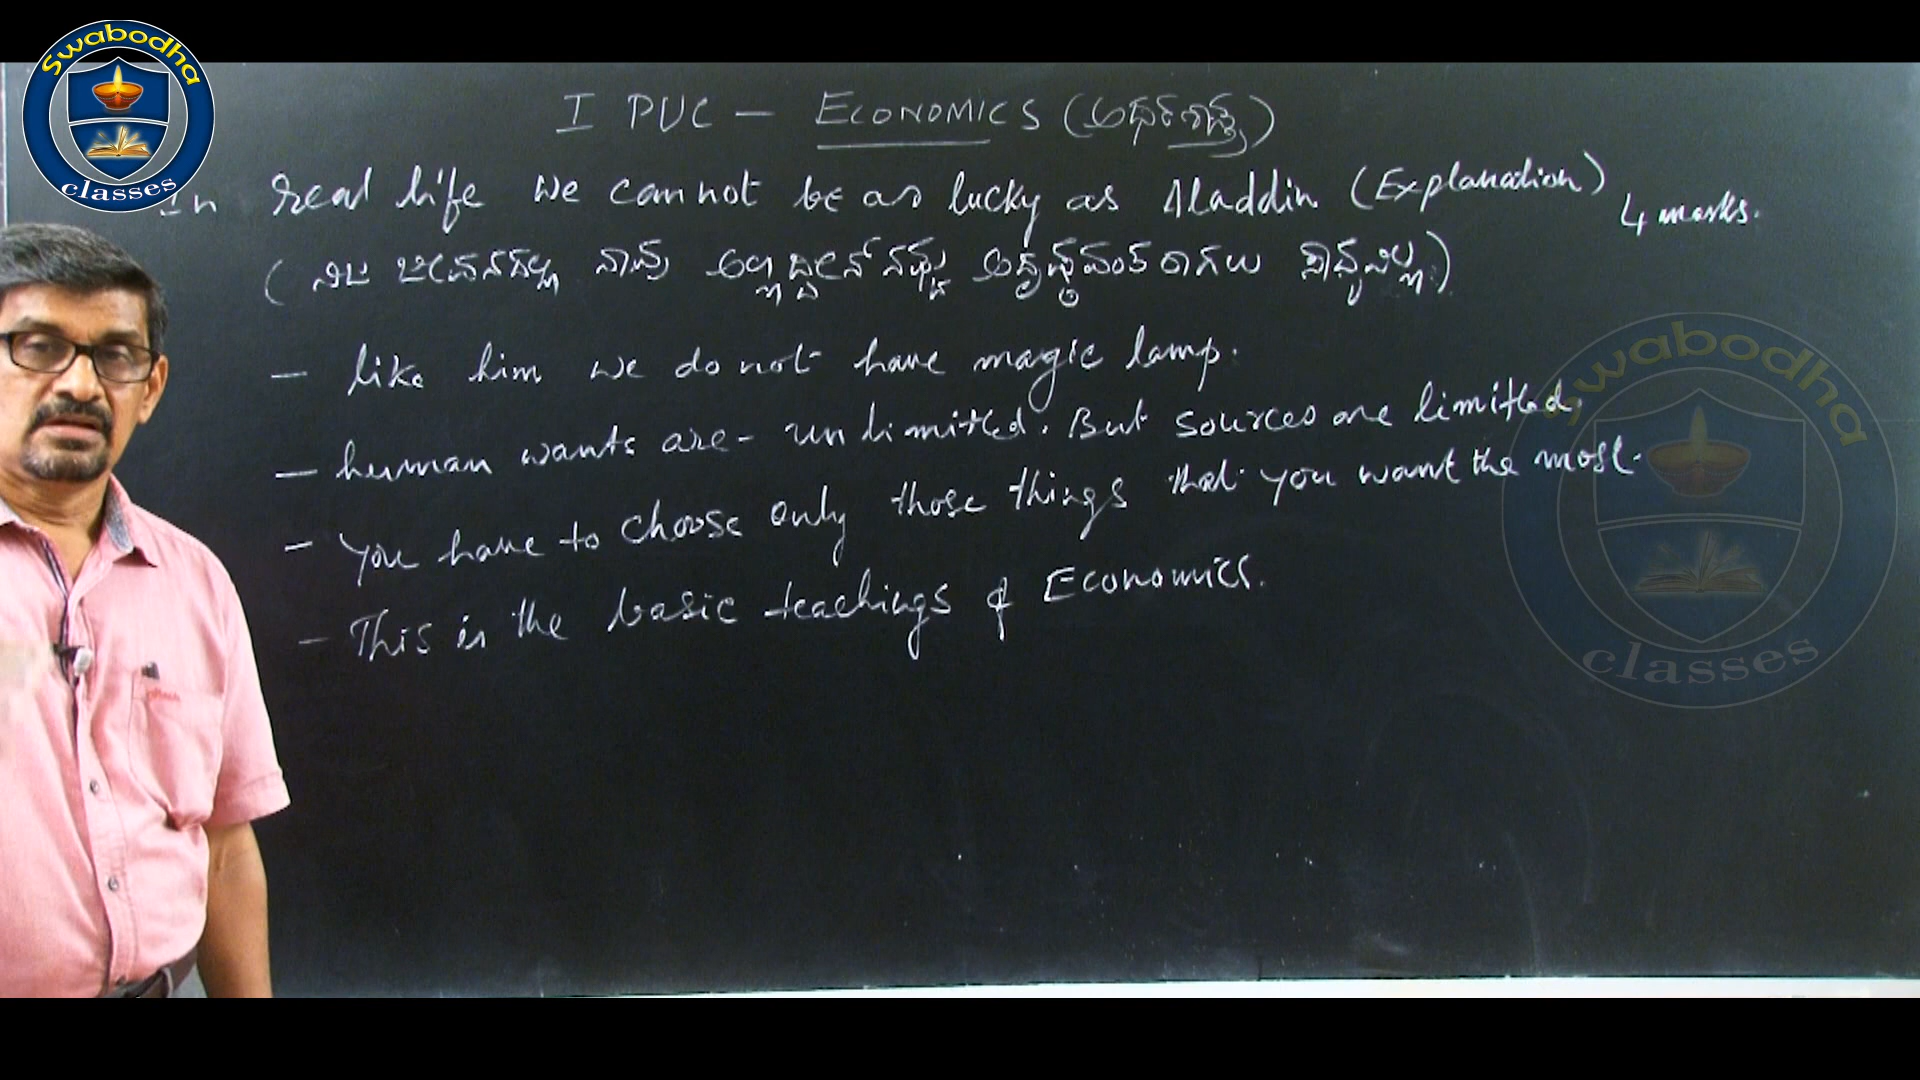 Swabodha
classes
I PUC - ECONOMICS (ಅರ್ಥಶಾಸ್ತ್ರ)
In real life we cannot be as lucky as Aladdin (Explanation) 4 marks.
(ನಿಜ ಜೀವನದಲ್ಲಿ ನಾವು ಅಲ್ಲಾದ್ದೀನ್ ನಷ್ಟು ಅದೃಷ್ಟವಂತರಾಗಲು ಸಾಧ್ಯವಿಲ್ಲ.)
- like him we do not have magic lamp.
- human wants are - unlimited. But sources are limited.
- You have to choose only those things that you want the most.
- This is the basic teachings of Economics.
Swabodha
classes